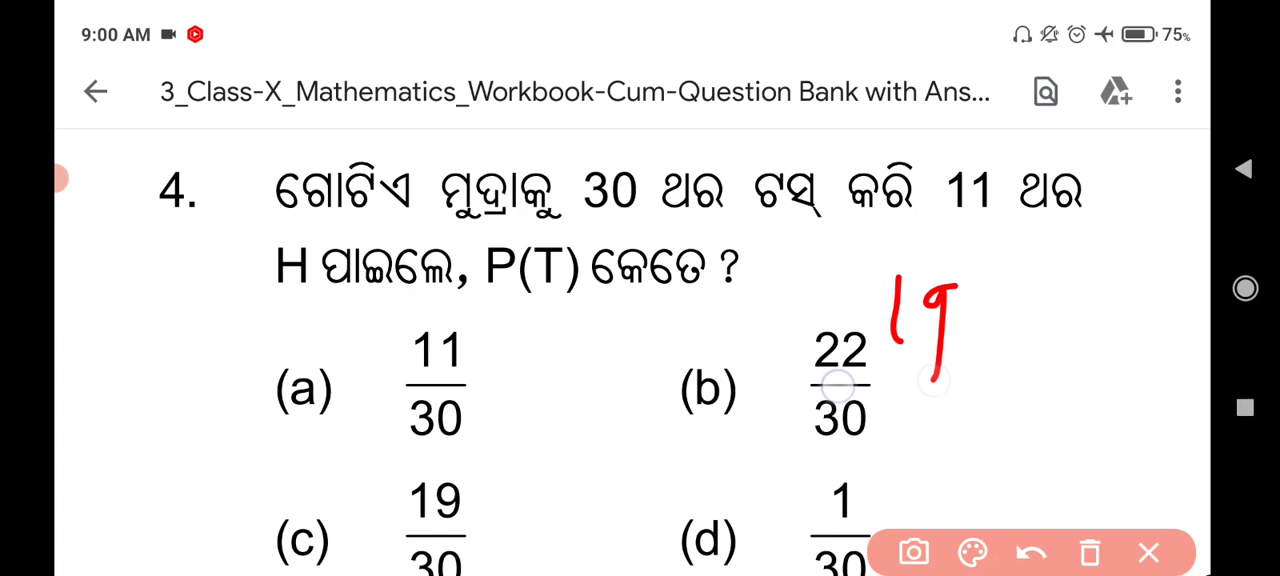 9:00 AM 75%
3_Class-X_Mathematics_Workbook-Cum-Question Bank with Ans...
4. ଗୋଟିଏ ମୁଦ୍ରାକୁ 30 ଥର ଟସ୍ କରି 11 ଥର
H ପାଇଲେ, P(T) କେତେ ?
19
(a) 11/30 (b) 22/30
(c) 19/30 (d) 1/30